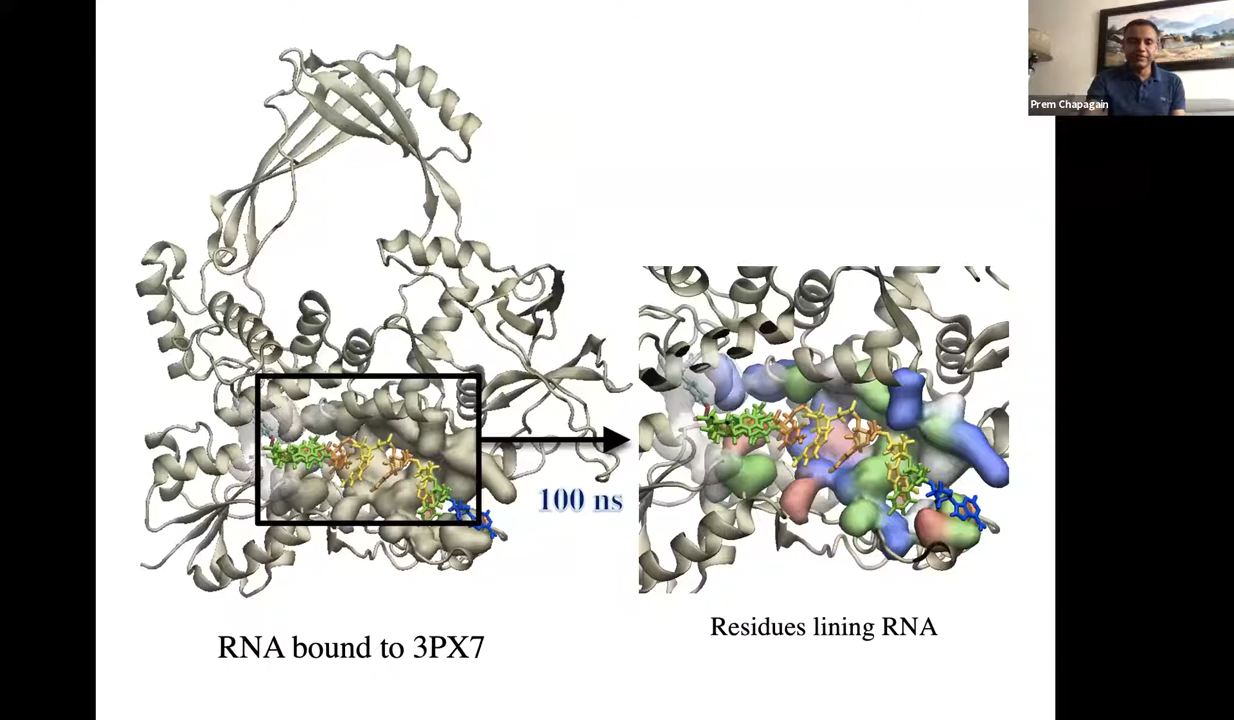 Prem Chapagain
100 ns
RNA bound to 3PX7
Residues lining RNA